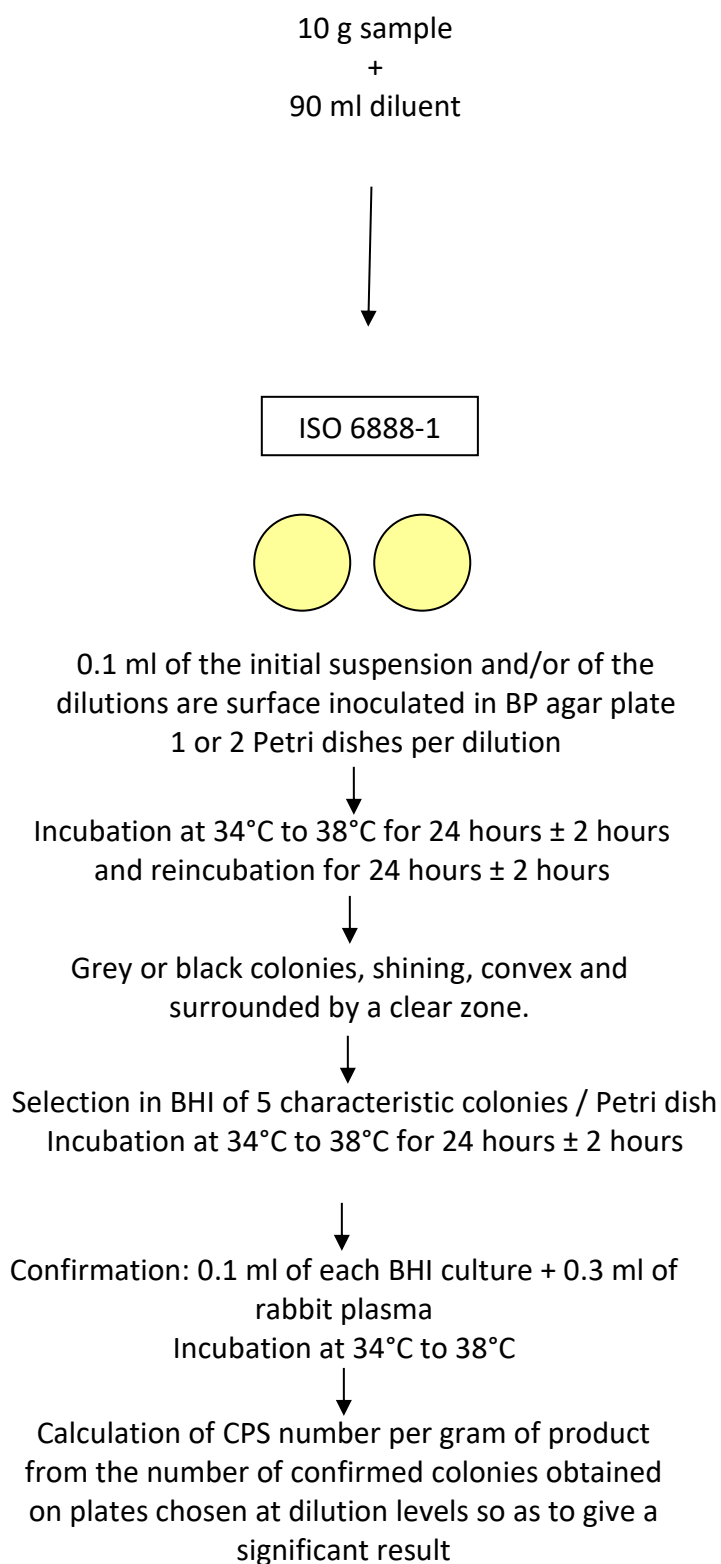 10 g sample
+
90 ml diluent
ISO 6888-1
0.1 ml of the initial suspension and/or of the
dilutions are surface inoculated in BP agar plate
1 or 2 Petri dishes per dilution
Incubation at 34°C to 38°C for 24 hours ± 2 hours
and reincubation for 24 hours ± 2 hours
Grey or black colonies, shining, convex and
surrounded by a clear zone.
Selection in BHI of 5 characteristic colonies / Petri dish
Incubation at 34°C to 38°C for 24 hours ± 2 hours
Confirmation: 0.1 ml of each BHI culture + 0.3 ml of
rabbit plasma
Incubation at 34°C to 38°C
Calculation of CPS number per gram of product
from the number of confirmed colonies obtained
on plates chosen at dilution levels so as to give a
significant result